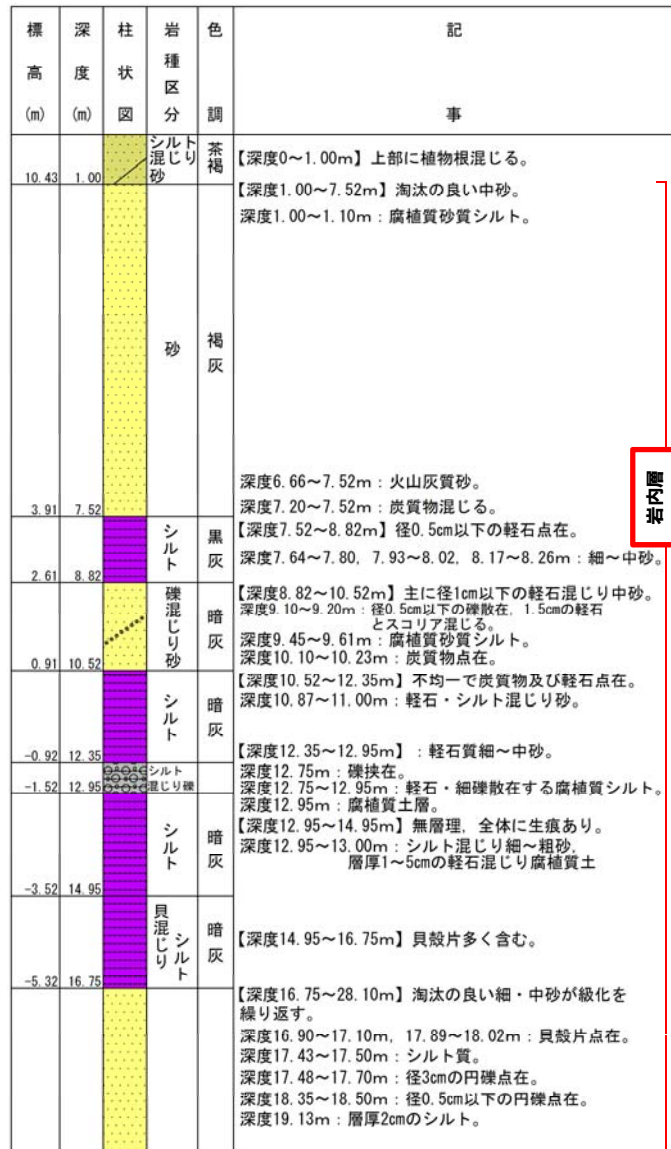 標高(m)
深度(m)
柱状図
岩種区分
色調
記事
10.43 1.00
シルト混じり砂
茶褐
【深度0～1.00m】上部に植物根混じる。
【深度1.00～7.52m】淘汰の良い中砂。
深度1.00～1.10m：腐植質砂質シルト。
砂
褐灰
深度6.66～7.52m：火山灰質砂。
深度7.20～7.52m：炭質物混じる。
3.91 7.52
岩内層
シルト
黒灰
【深度7.52～8.82m】径0.5cm以下の軽石点在。
深度7.64～7.80, 7.93～8.02, 8.17～8.26m：細～中砂。
2.61 8.82
礫混じり砂
暗灰
【深度8.82～10.52m】主に径1cm以下の軽石混じり中砂。
深度9.10～9.20m：径0.5cm以下の礫散在, 1.5cmの軽石
とスコリア混じる。
深度9.45～9.61m：腐植質砂質シルト。
深度10.10～10.23m：炭質物点在。
0.91 10.52
シルト
暗灰
【深度10.52～12.35m】不均一で炭質物及び軽石点在。
深度10.87～11.00m：軽石・シルト混じり砂。
-0.92 12.35
シルト混じり礫
【深度12.35～12.95m】：軽石質細～中砂。
深度12.75m：礫挟在。
深度12.75～12.95m：軽石・細礫散在する腐植質シルト。
深度12.95m：腐植質土層。
-1.52 12.95
シルト
暗灰
【深度12.95～14.95m】無層理, 全体に生痕あり。
深度12.95～13.00m：シルト混じり細～粗砂,
層厚1～5cmの軽石混じり腐植質土
-3.52 14.95
貝混じりシルト
暗灰
【深度14.95～16.75m】貝殻片多く含む。
-5.32 16.75
【深度16.75～28.10m】淘汰の良い細・中砂が級化を
繰り返す。
深度16.90～17.10m, 17.89～18.02m：貝殻片点在。
深度17.43～17.50m：シルト質。
深度17.48～17.70m：径3cmの円礫点在。
深度18.35～18.50m：径0.5cm以下の円礫点在。
深度19.13m：層厚2cmのシルト。